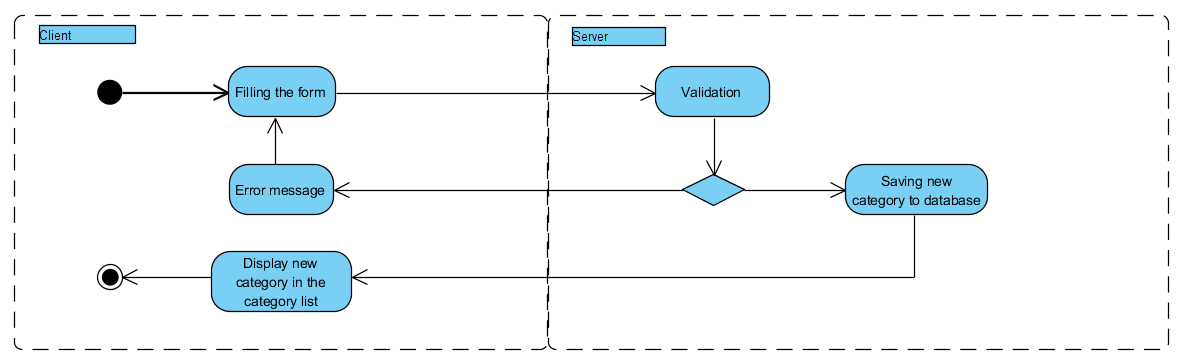 Client
Server
Filling the form
Validation
Error message
Saving new
category to database
Display new
category in the
category list